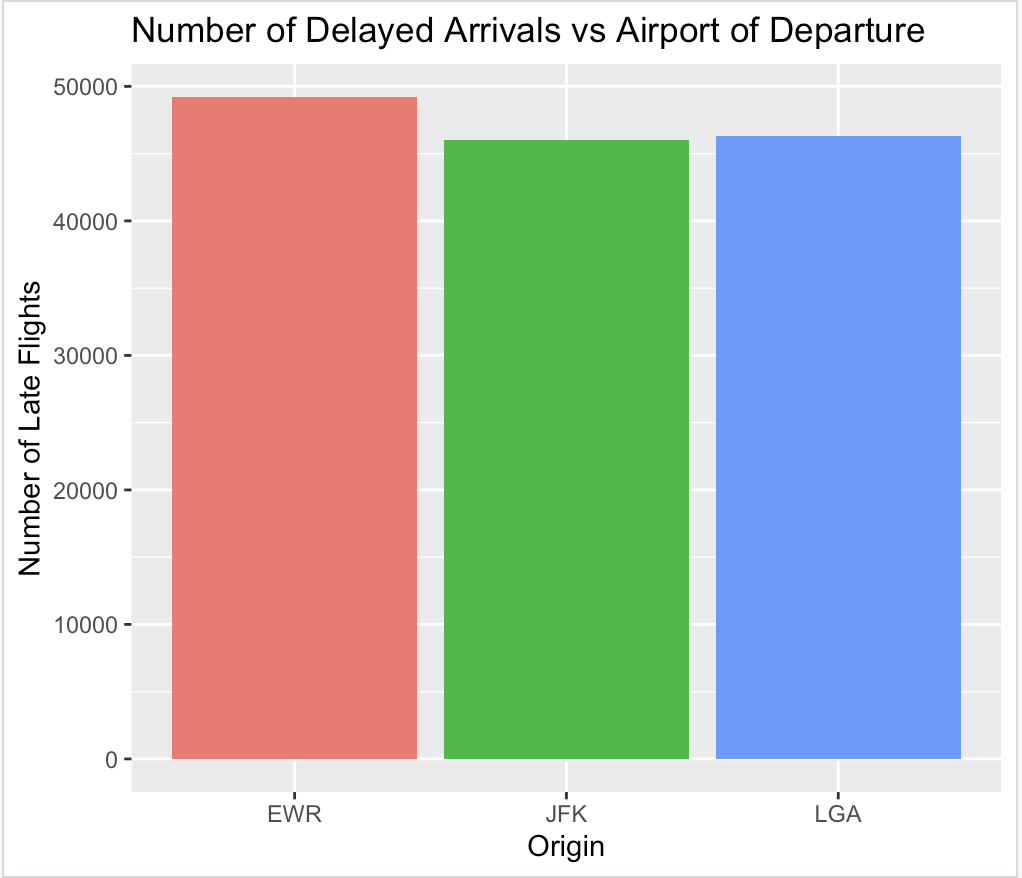 Number of Delayed Arrivals vs Airport of Departure
Number of Late Flights
50000
40000
30000
20000
10000
0
EWR JFK LGA
Origin